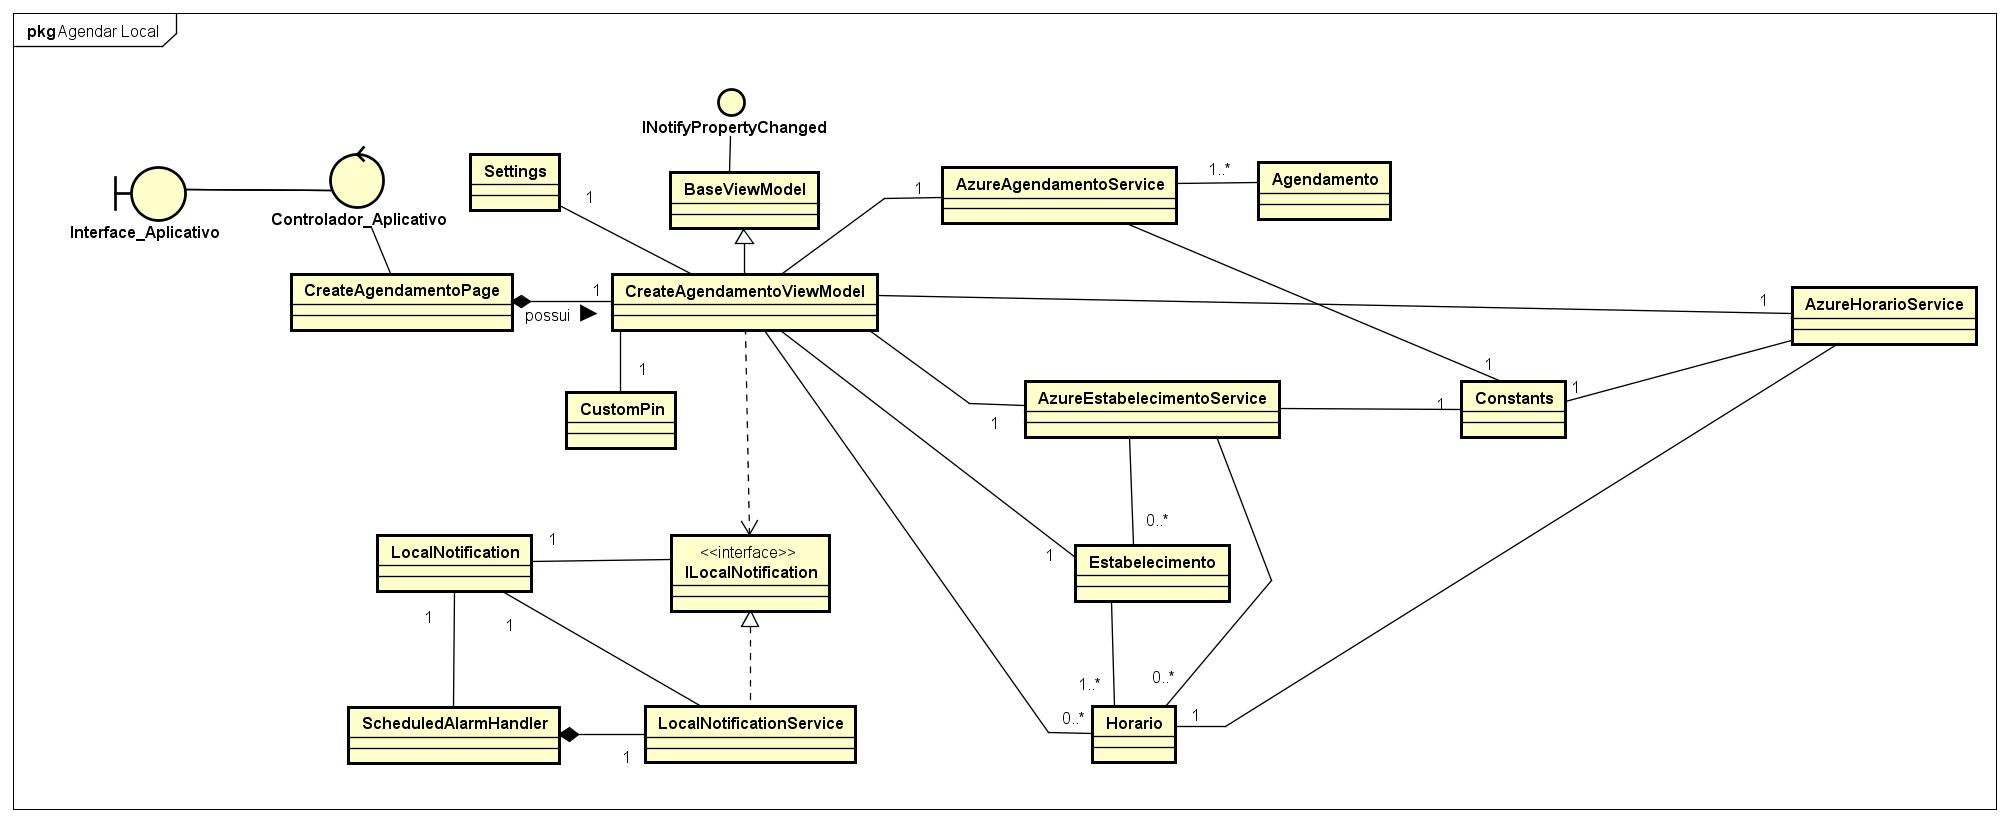 pkg Agendar Local
INotifyPropertyChanged
Settings
1
BaseViewModel
1
AzureAgendamentoService
1..*
Agendamento
Interface_Aplicativo
Controlador_Aplicativo
CreateAgendamentoPage
possui ►
1
CreateAgendamentoViewModel
1
AzureHorarioService
1
CustomPin
1
AzureEstabelecimentoService
1
1
1
Constants
LocalNotification
1
<<interface>>
ILocalNotification
0..*
1
Estabelecimento
1
1
1..*
0..*
ScheduledAlarmHandler
1
LocalNotificationService
0..*
Horario
1